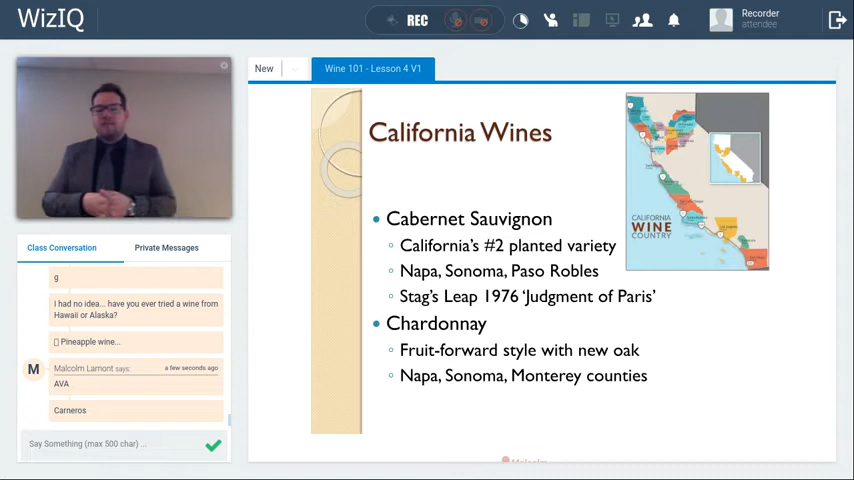 WizIQ
REC
Recorder
attendee
New
Wine 101 - Lesson 4 V1
California Wines
CALIFORNIA
WINE
COUNTRY
Cabernet Sauvignon
California's #2 planted variety
Napa, Sonoma, Paso Robles
Stag's Leap 1976 'Judgment of Paris'
Chardonnay
Fruit-forward style with new oak
Napa, Sonoma, Monterey counties
Class Conversation
Private Messages
g
I had no idea... have you ever tried a wine from
Hawaii or Alaska?
Pineapple wine...
M
Malcolm Lamont says:
a few seconds ago
AVA
Carneros
Say Something (max 500 char) ...
Malcolm